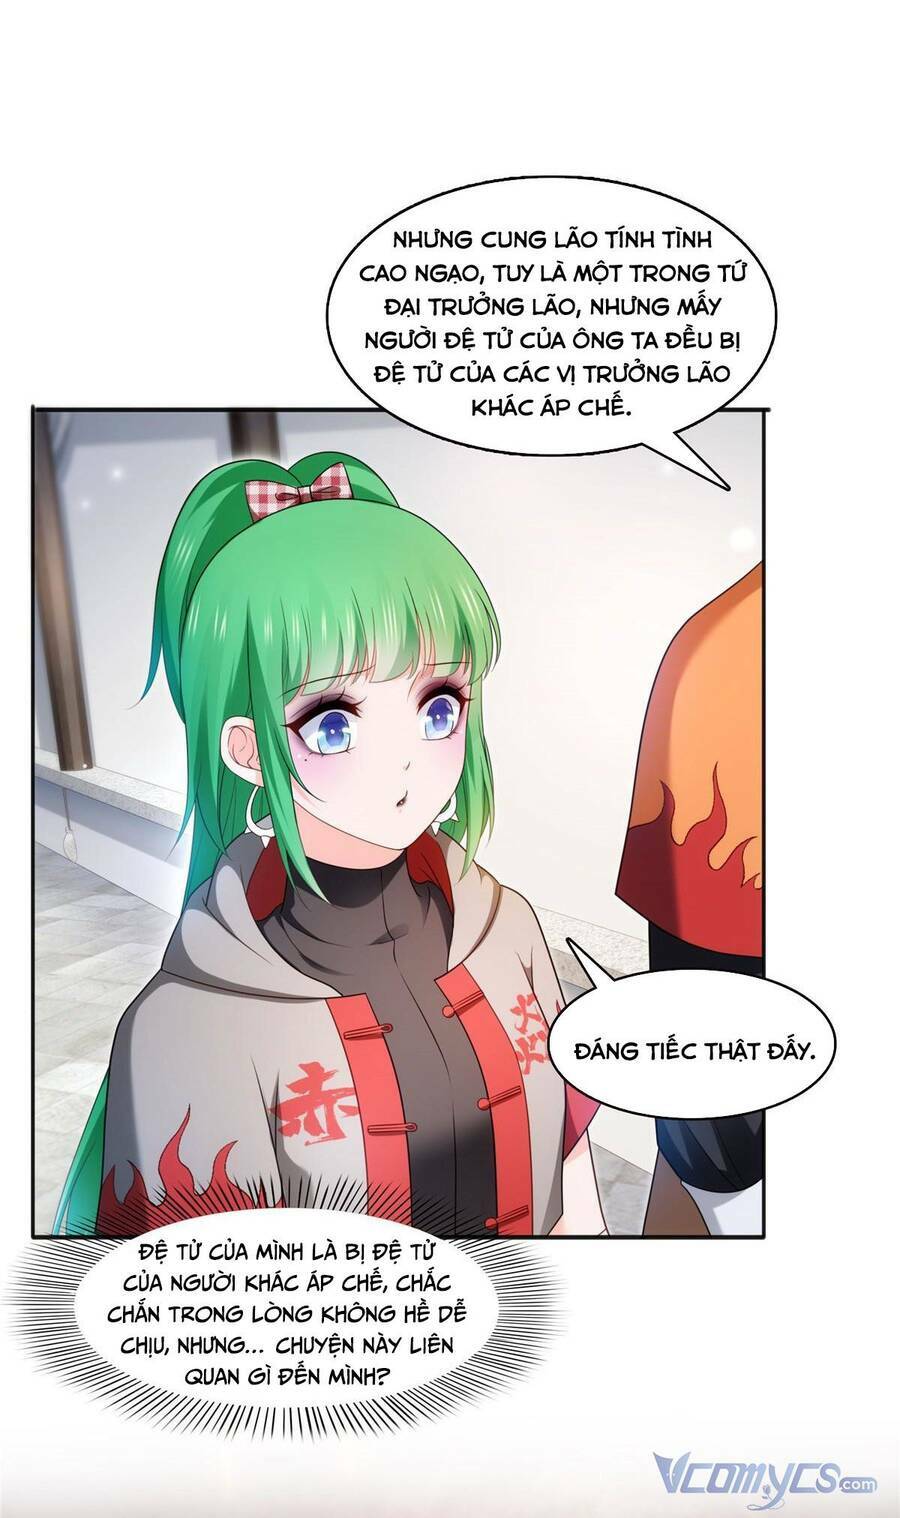 NHƯNG CUNG LÃO TÍNH TÌNH
CAO NGẠO, TUY LÀ MỘT TRONG TỨ
ĐẠI TRƯỞNG LÃO, NHƯNG MẤY
NGƯỜI ĐỆ TỬ CỦA ÔNG TA ĐỀU BỊ
ĐỆ TỬ CỦA CÁC VỊ TRƯỞNG LÃO
KHÁC ÁP CHẾ.
ĐÁNG TIẾC THẬT ĐẤY.
赤
焱
ĐỆ TỬ CỦA MÌNH LÀ BỊ ĐỆ TỬ
CỦA NGƯỜI KHÁC ÁP CHẾ, CHẮC
CHẮN TRONG LÒNG KHÔNG HỀ DỄ
CHỊU, NHƯNG... CHUYỆN NÀY LIÊN
QUAN GÌ ĐẾN MÌNH?
VCOMYCS.com